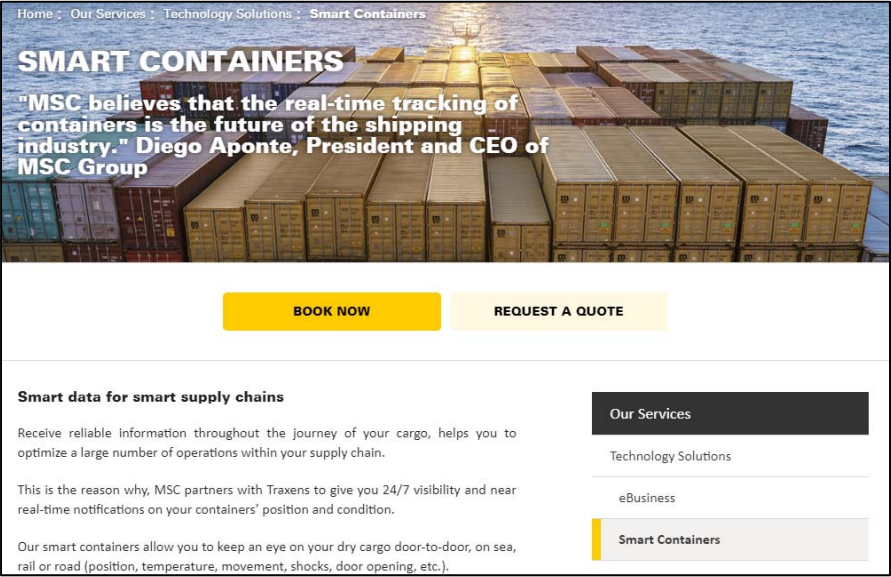 Home : Our Services : Technology Solutions : Smart Containers
SMART CONTAINERS
"MSC believes that the real-time tracking of
containers is the future of the shipping
industry." Diego Aponte, President and CEO of
MSC Group
BOOK NOW
REQUEST A QUOTE
Smart data for smart supply chains
Receive reliable information throughout the journey of your cargo, helps you to
optimize a large number of operations within your supply chain.
This is the reason why, MSC partners with Traxens to give you 24/7 visibility and near
real-time notifications on your containers’ position and condition.
Our smart containers allow you to keep an eye on your dry cargo door-to-door, on sea,
rail or road (position, temperature, movement, shocks, door opening, etc.).
Our Services
Technology Solutions
eBusiness
Smart Containers